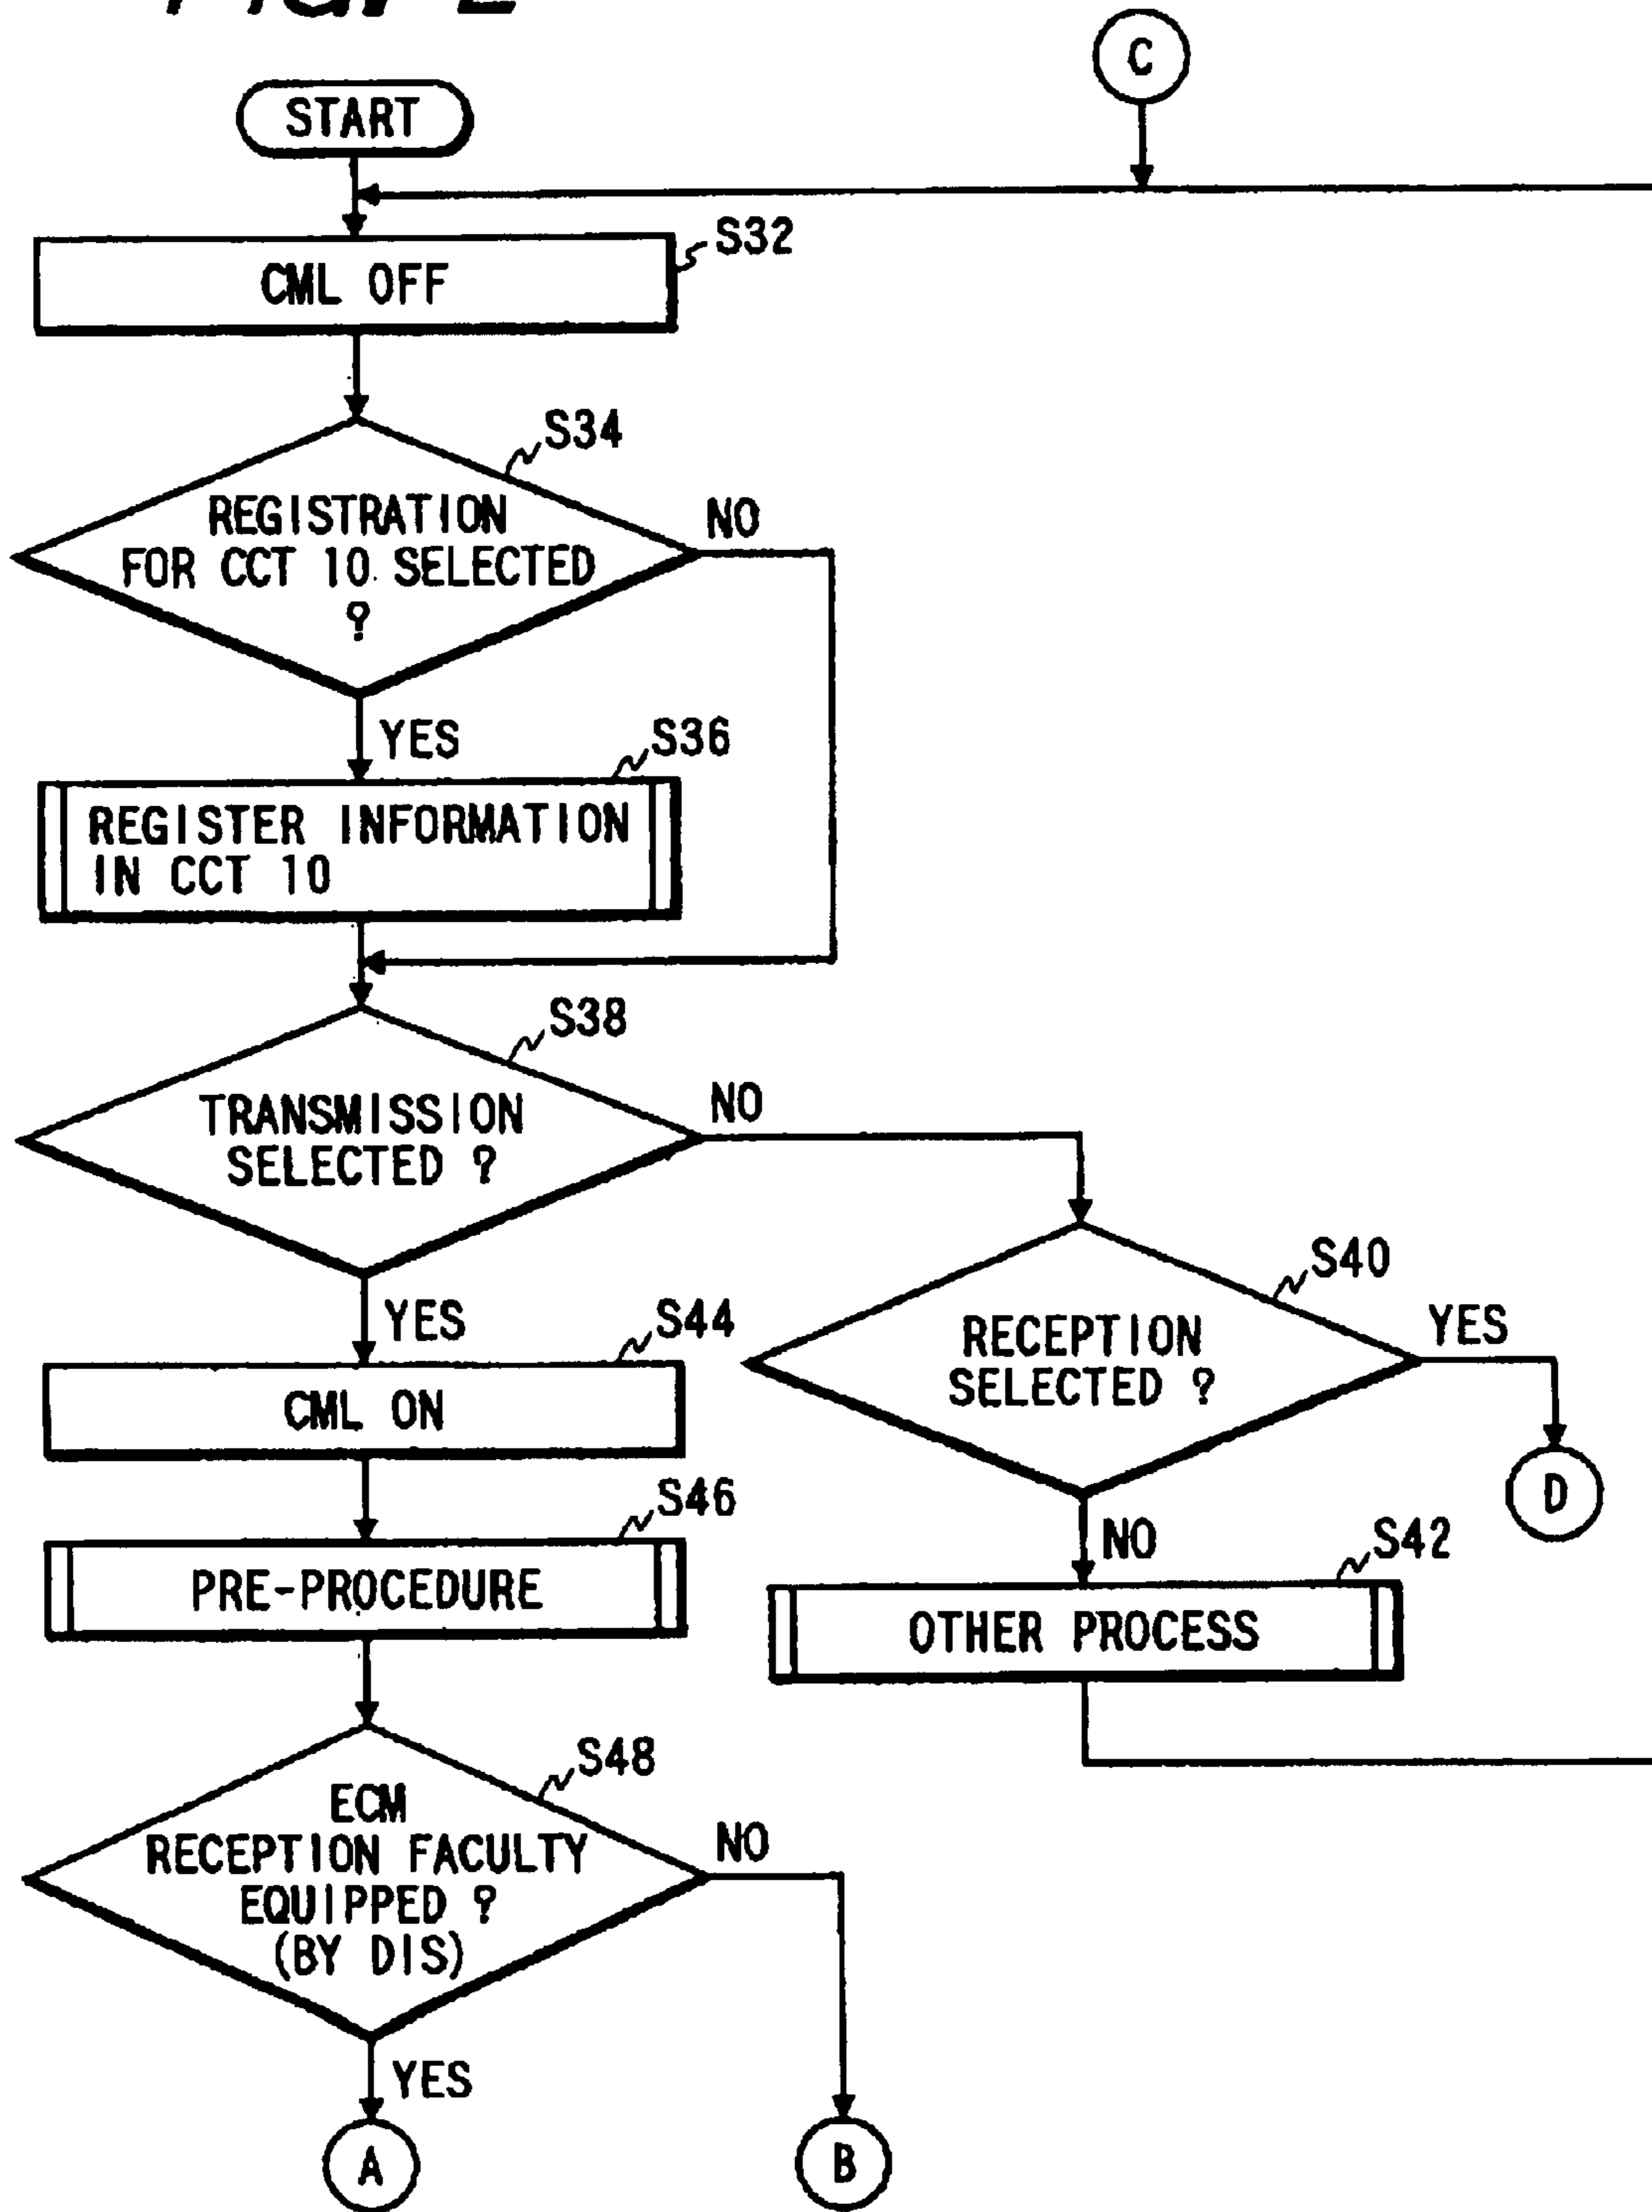 C
START
S32
CML OFF
S34
REGISTRATION
FOR CCT 10 SELECTED
?
NO
YES
S36
REGISTER INFORMATION
IN CCT 10
S38
TRANSMISSION
SELECTED ?
NO
S40
RECEPTION
SELECTED ?
YES
D
YES
S44
CML ON
S46
PRE-PROCEDURE
NO
S42
OTHER PROCESS
S48
ECM
RECEPTION FACULTY
EQUIPPED ?
(BY DIS)
NO
YES
A
B